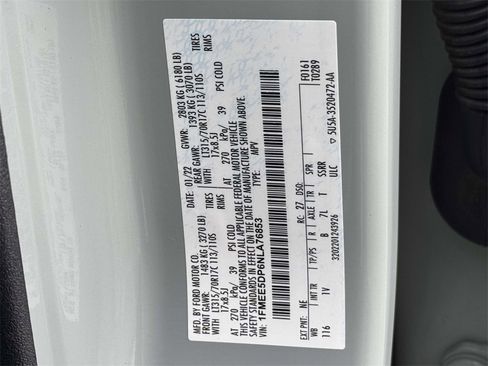 MFD. BY FORD MOTOR CO.
01/22 GVWR: 2803 KG ( 6180 LB)
FRONT GAWR: 1483 KG ( 3270 LB)
REAR GAWR: 1393 KG ( 3070 LB)
WITH LT315/70R17C 113/110S TIRES
WITH LT315/70R17C 113/110S TIRES
17x8.5J RIMS
17x8.5J RIMS
AT 270 kPa/ 39 PSI COLD
AT 270 kPa/ 39 PSI COLD
THIS VEHICLE CONFORMS TO ALL APPLICABLE FEDERAL MOTOR VEHICLE
SAFETY STANDARDS IN EFFECT ON THE DATE OF MANUFACTURE SHOWN ABOVE.
VIN: 1FMEE5DP6NLA76853
TYPE: MPV
F0161
T0289
EXT PNT: NE RC: 27 DSO:
WB INT TR TP/PS R AXLE TR SPR
116 1V B 7L T SSRR
3202201243926 ULC
▽ 5U5A-3520472-AA